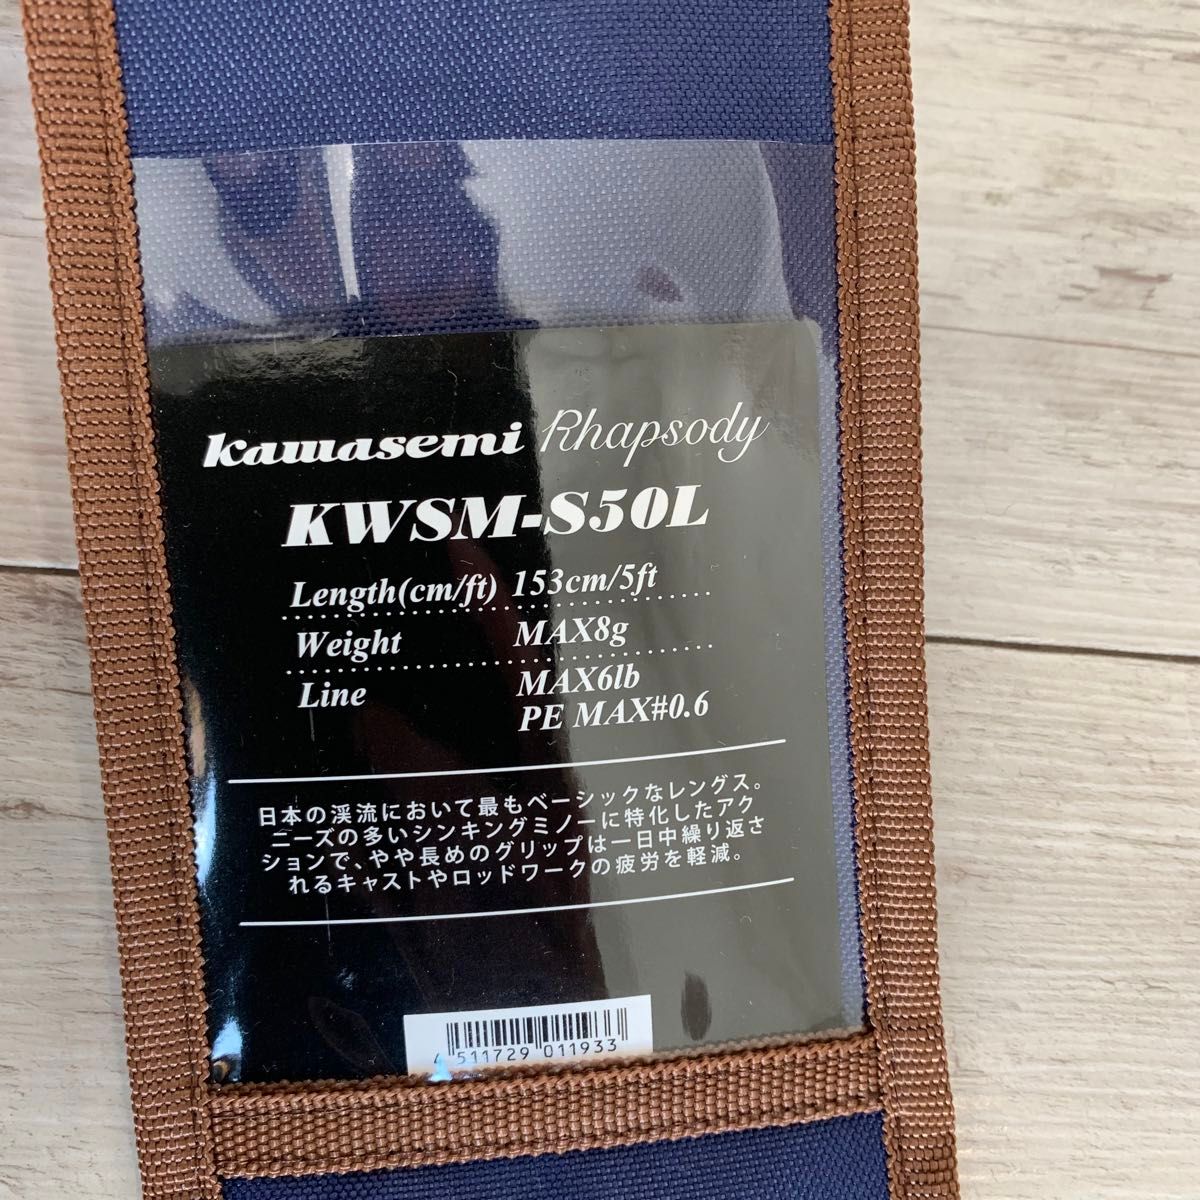 Kawasemi Rhapsody
KWSM-S50L
Length(cm/ft) 153cm/5ft
Weight MAX8g
Line MAX6lb
PE MAX#0.6
日本の渓流において最もベーシックなレングス。
ニーズの多いシンキングミノーに特化したアク
ションで、やや長めのグリップは一日中繰り返さ
れるキャストやロッドワークの疲労を軽減。
4 511729 011933